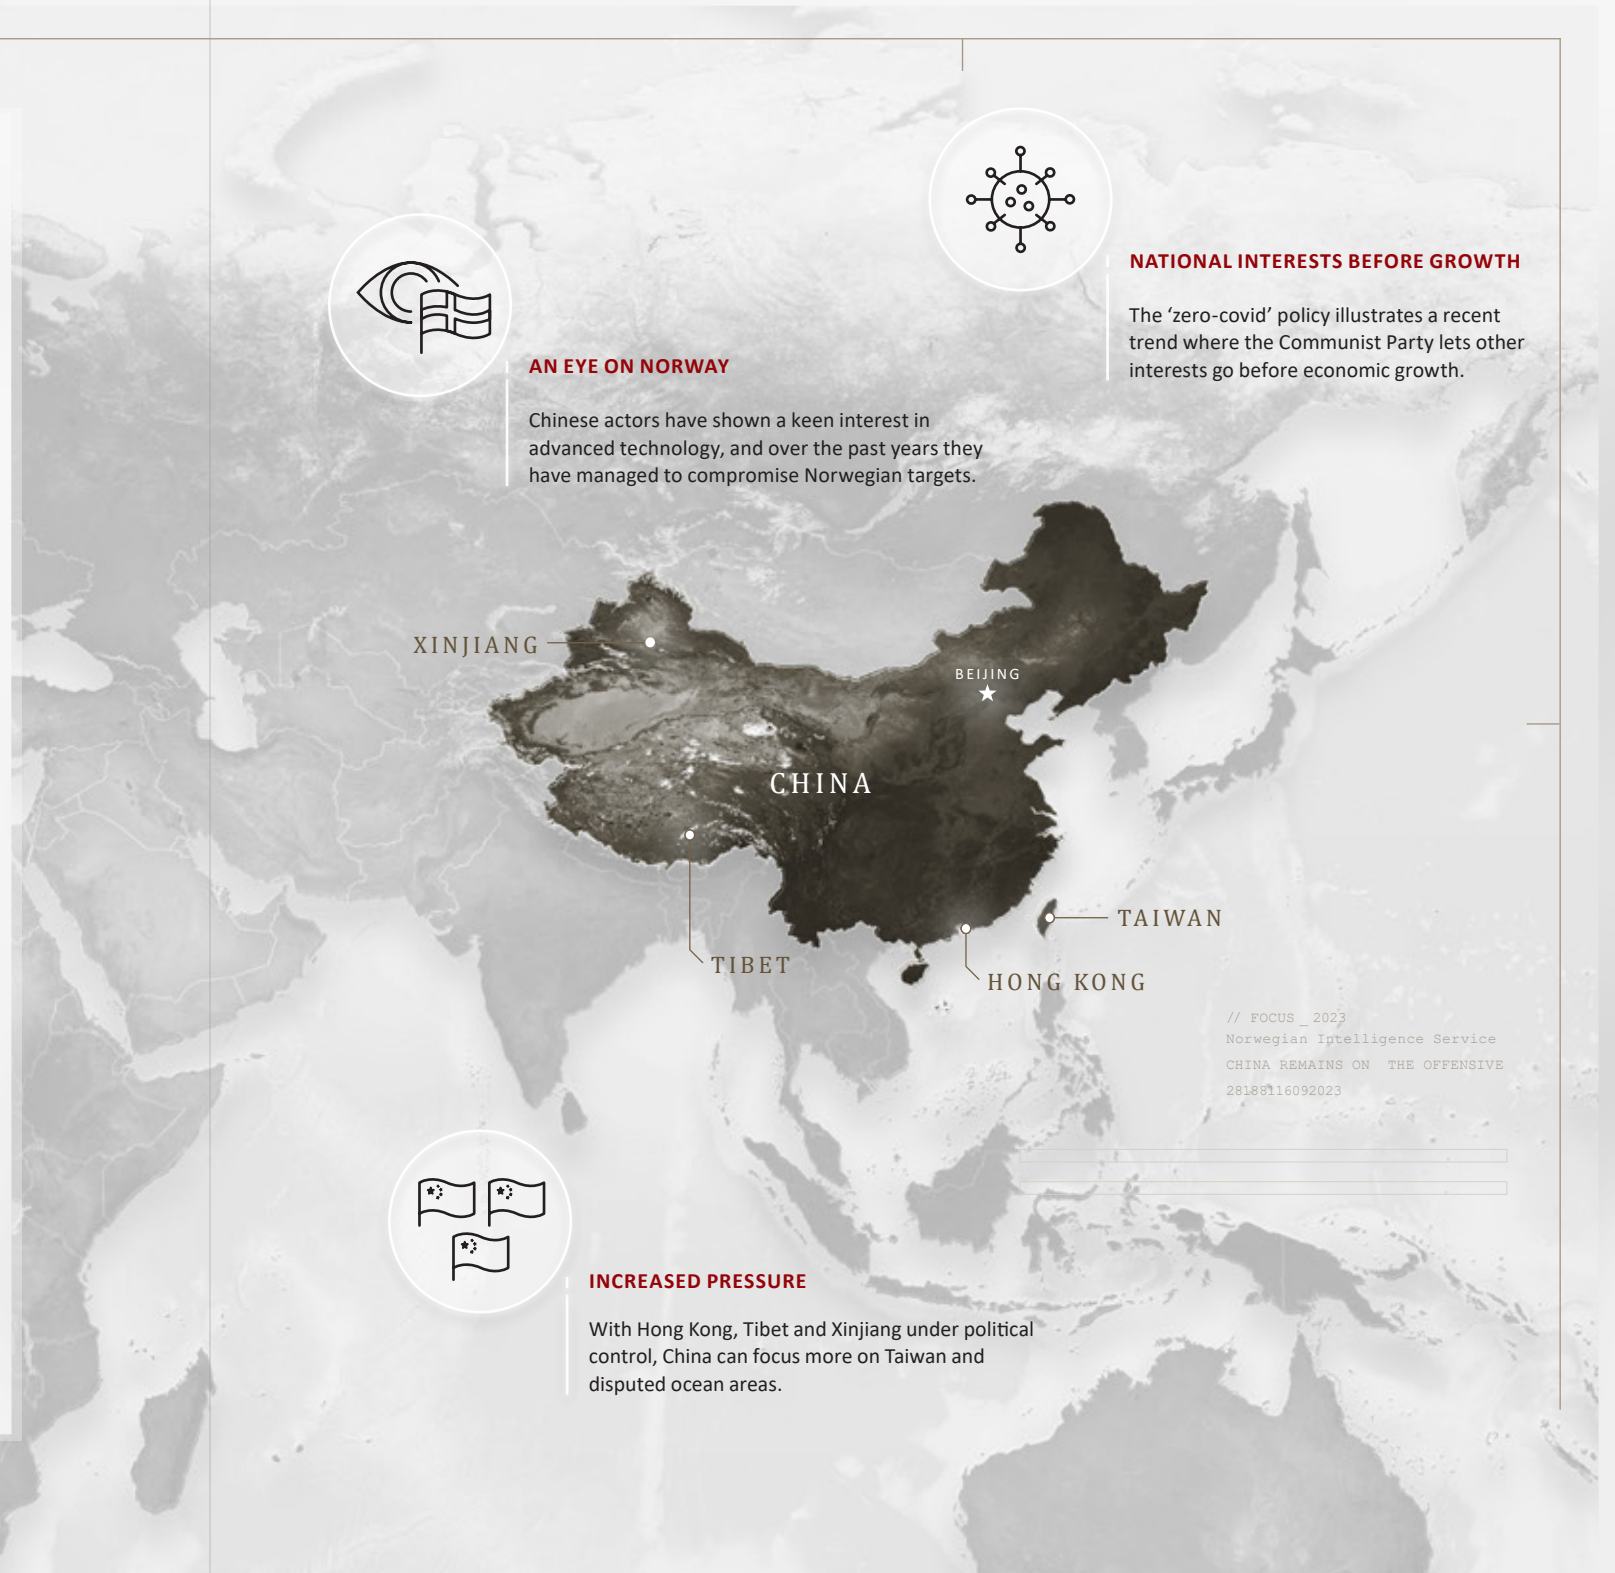 NATIONAL INTERESTS BEFORE GROWTH
The ‘zero-covid’ policy illustrates a recent
trend where the Communist Party lets other
interests go before economic growth.
AN EYE ON NORWAY
Chinese actors have shown a keen interest in
advanced technology, and over the past years they
have managed to compromise Norwegian targets.
XINJIANG
BEIJING
CHINA
TAIWAN
TIBET
HONG KONG
// FOCUS _ 2023
Norwegian Intelligence Service
CHINA REMAINS ON THE OFFENSIVE
28188116092023
INCREASED PRESSURE
With Hong Kong, Tibet and Xinjiang under political
control, China can focus more on Taiwan and
disputed ocean areas.